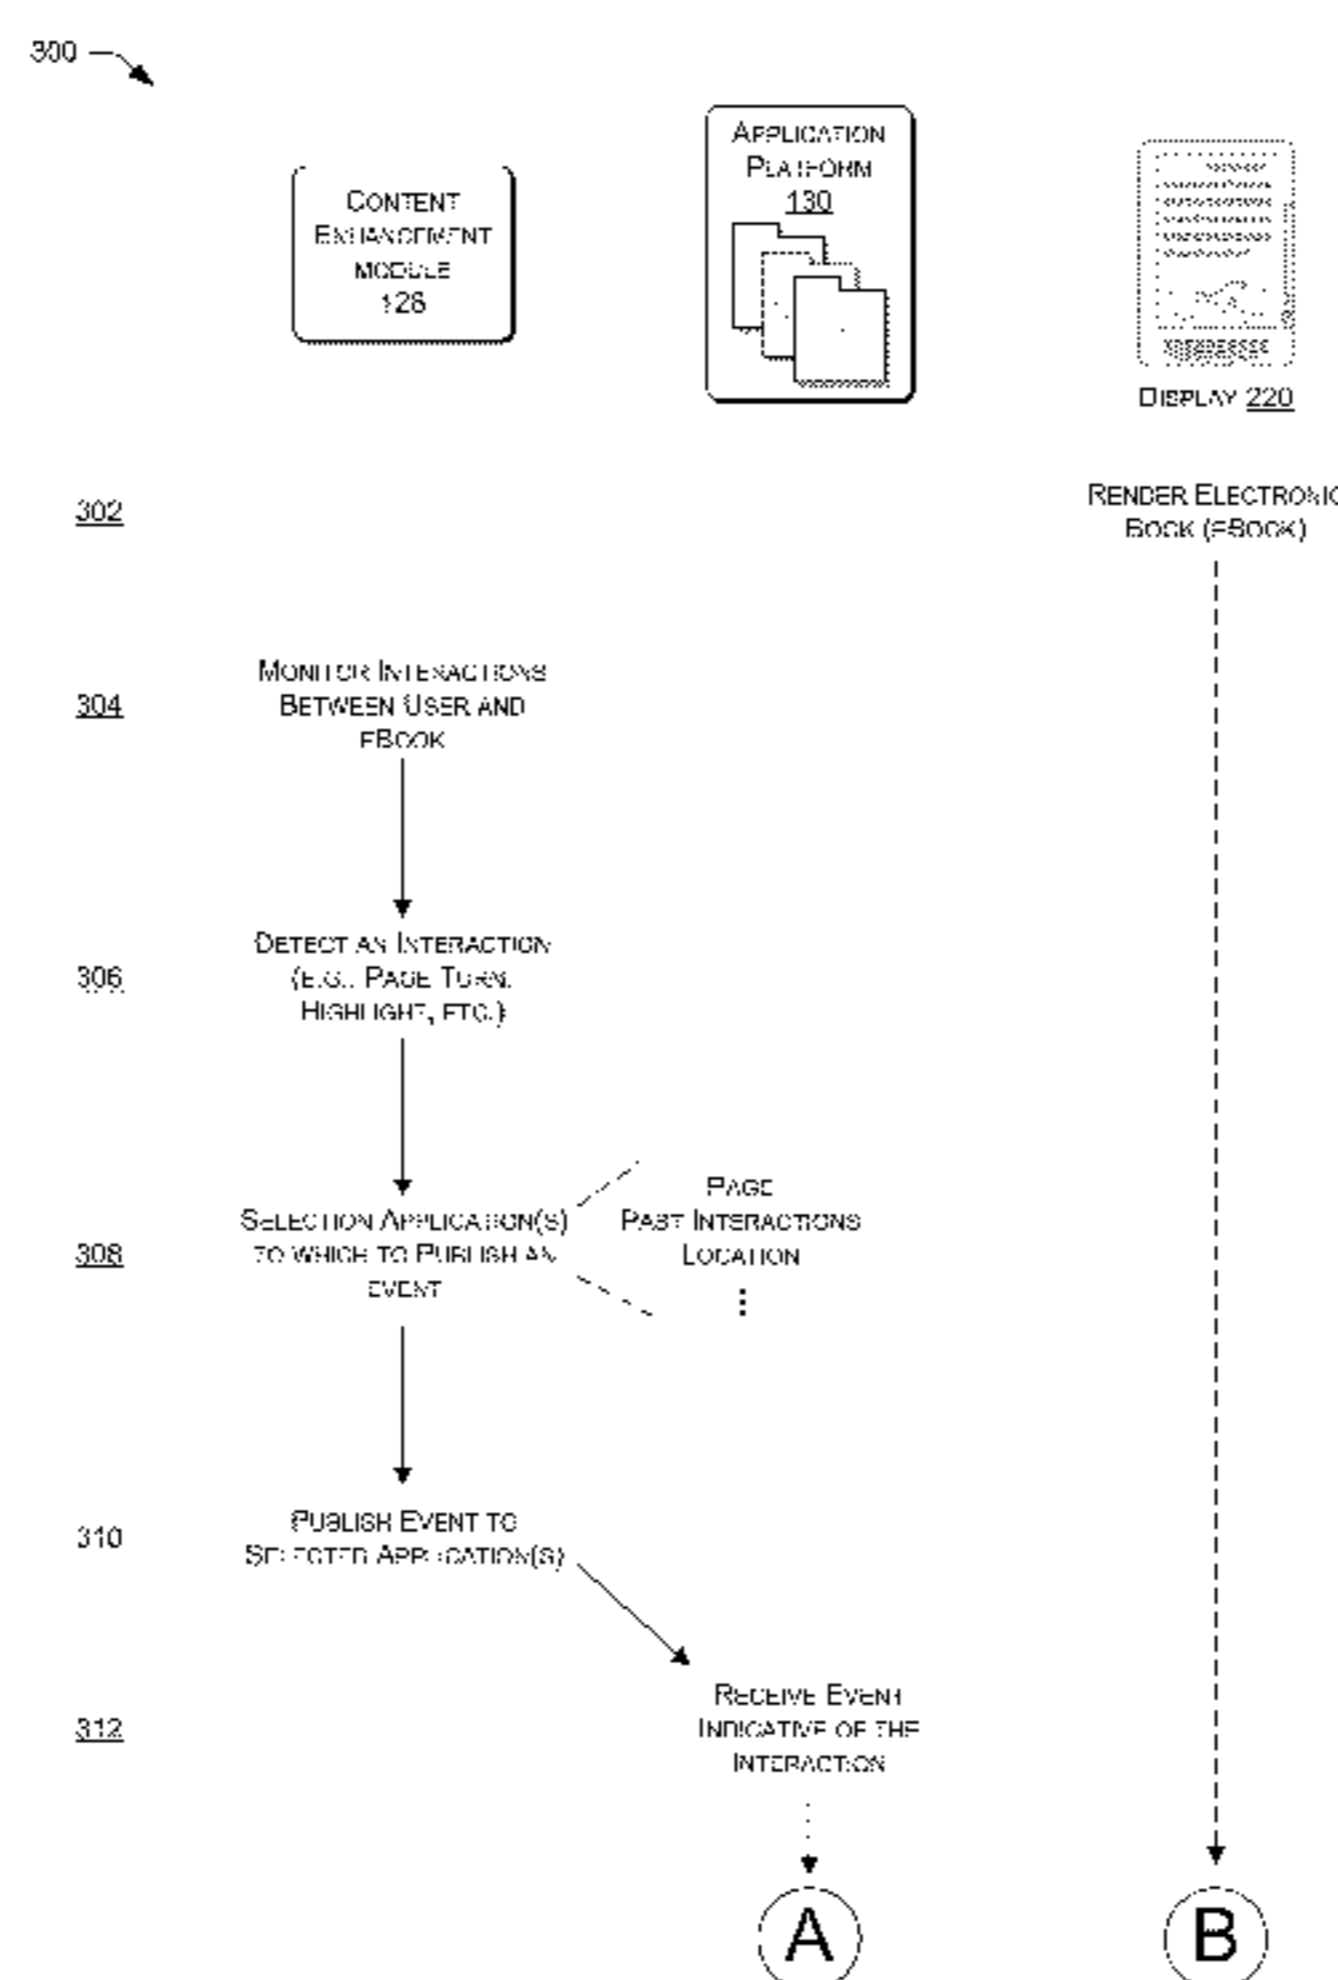 300
CONTENT
ENHANCEMENT
MODULE
128
APPLICATION
PLATFORM
130
DISPLAY 220
302
RENDER ELECTRONIC
BOOK (EBOOK)
304
MONITOR INTERACTIONS
BETWEEN USER AND
EBOOK
306
DETECT AN INTERACTION
(E.G., PAGE TURN,
HIGHLIGHT, ETC.)
308
SELECTION APPLICATION(S)
TO WHICH TO PUBLISH AN
EVENT
PAGE
PAST INTERACTIONS
LOCATION
310
PUBLISH EVENT TO
SELECTED APPLICATION(S)
312
RECEIVE EVENT
INDICATIVE OF THE
INTERACTION
A
B